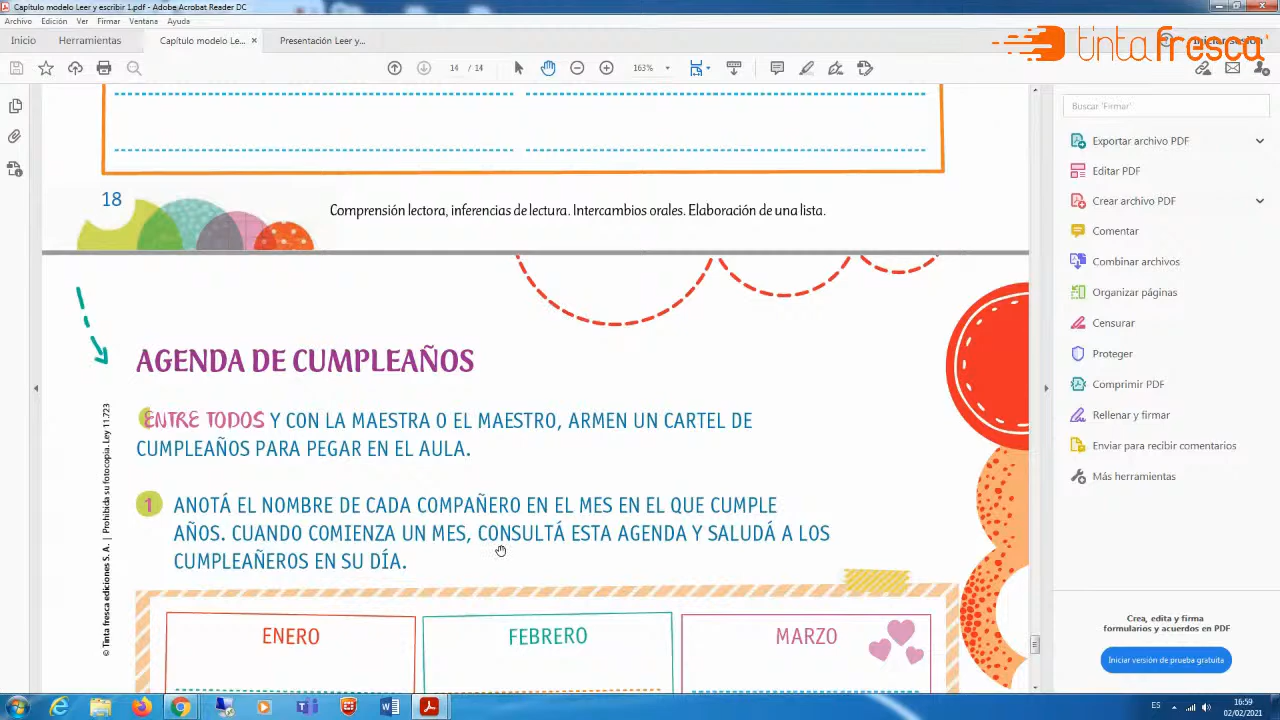 Capítulo modelo Leer y escribir 1.pdf - Adobe Acrobat Reader DC
Archivo Edición Ver Firmar Ventana Ayuda
Inicio Herramientas Capítulo modelo Le... × Presentación Leer y...
tinta fresca
14 / 14 163%
Buscar 'Firmar'
Exportar archivo PDF
Editar PDF
Crear archivo PDF
Comentar
Combinar archivos
Organizar páginas
Censurar
Proteger
Comprimir PDF
Rellenar y firmar
Enviar para recibir comentarios
Más herramientas
18
Comprensión lectora, inferencias de lectura. Intercambios orales. Elaboración de una lista.
AGENDA DE CUMPLEAÑOS
ENTRE TODOS Y CON LA MAESTRA O EL MAESTRO, ARMEN UN CARTEL DE
CUMPLEAÑOS PARA PEGAR EN EL AULA.
1 ANOTÁ EL NOMBRE DE CADA COMPAÑERO EN EL MES EN EL QUE CUMPLE
AÑOS. CUANDO COMIENZA UN MES, CONSULTÁ ESTA AGENDA Y SALUDÁ A LOS
CUMPLEAÑEROS EN SU DÍA.
ENERO FEBRERO MARZO
© Tinta fresca ediciones S. A. | Prohibida su fotocopia. Ley 11.723
Crea, edita y firma
formularios y acuerdos en PDF
Iniciar versión de prueba gratuita
ES 16:59
02/02/2021